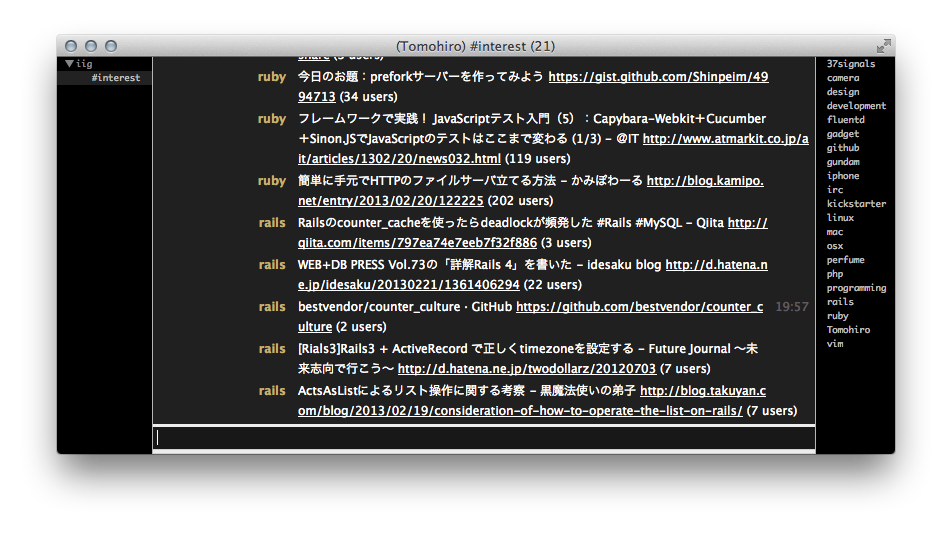 (Tomohiro) #interest (21)
▼iig
#interest
share (3 users)
ruby 今日のお題：preforkサーバーを作ってみよう https://gist.github.com/Shinpeim/49
94713 (34 users)
ruby フレームワークで実践！ JavaScriptテスト入門（5）：Capybara-Webkit＋Cucumber
＋Sinon.JSでJavaScriptのテストはここまで変わる (1/3) - ＠IT http://www.atmarkit.co.jp/a
it/articles/1302/20/news032.html (119 users)
ruby 簡単に手元でHTTPのファイルサーバ立てる方法 - かみぽわーる http://blog.kamipo.
net/entry/2013/02/20/122225 (202 users)
rails Railsのcounter_cacheを使ったらdeadlockが頻発した #Rails #MySQL - Qiita http://
qiita.com/items/797ea74e7eeb7f32f886 (3 users)
rails WEB+DB PRESS Vol.73の「詳解Rails 4」を書いた - idesaku blog http://d.hatena.n
e.jp/idesaku/20130221/1361406294 (22 users)
rails bestvendor/counter_culture · GitHub https://github.com/bestvendor/counter_c 19:57
ulture (2 users)
rails [Rials3]Rails3 + ActiveRecord で正しくtimezoneを設定する - Future Journal 〜未
来志向で行こう〜 http://d.hatena.ne.jp/twodollarz/20120703 (7 users)
rails ActsAsListによるリスト操作に関する考察 - 黒魔法使いの弟子 http://blog.takuyan.c
om/blog/2013/02/19/consideration-of-how-to-operate-the-list-on-rails/ (7 users)
37signals
camera
design
development
fluentd
gadget
github
gundam
iphone
irc
kickstarter
linux
mac
osx
perfume
php
programming
rails
ruby
Tomohiro
vim